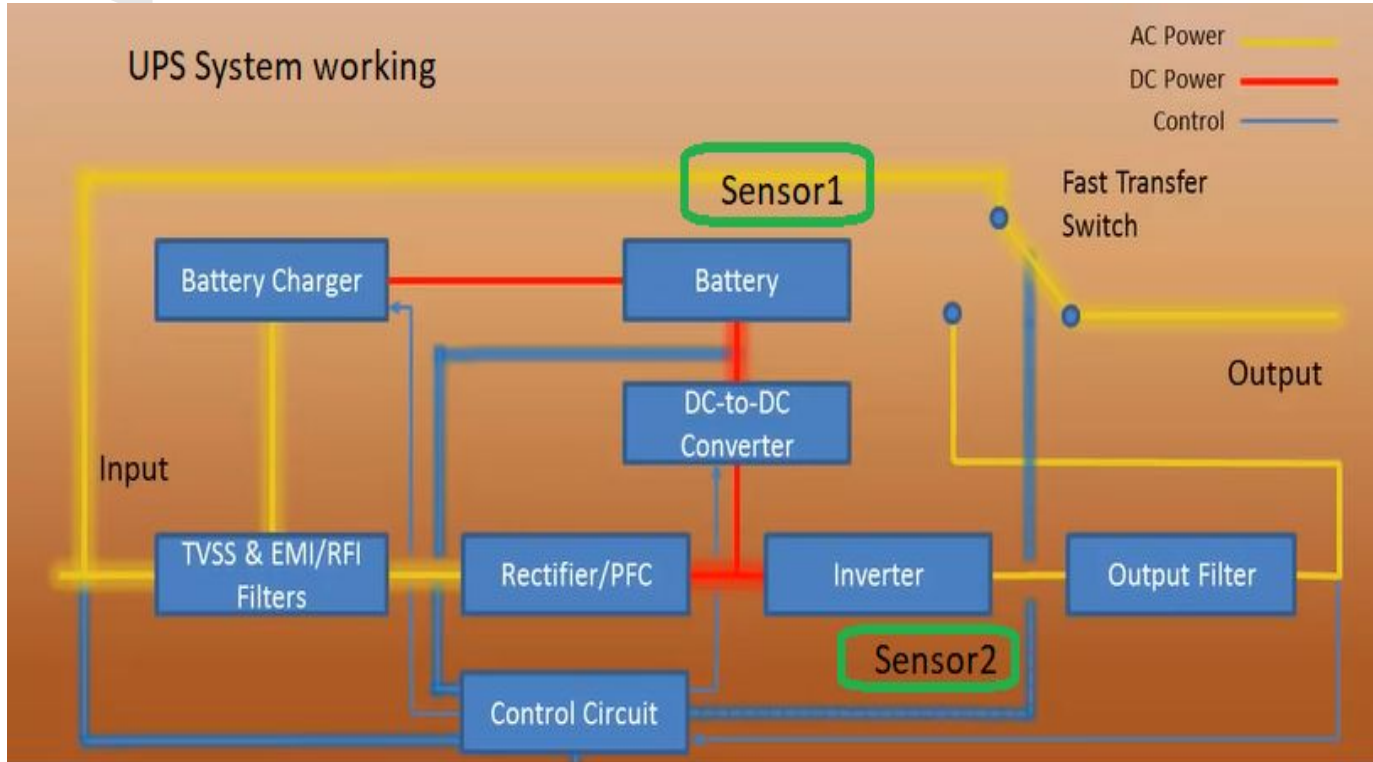 UPS System working
AC Power
DC Power
Control
Sensor1
Fast Transfer
Switch
Battery Charger
Battery
DC-to-DC
Converter
Output
Input
TVSS & EMI/RFI
Filters
Rectifier/PFC
Inverter
Output Filter
Sensor2
Control Circuit